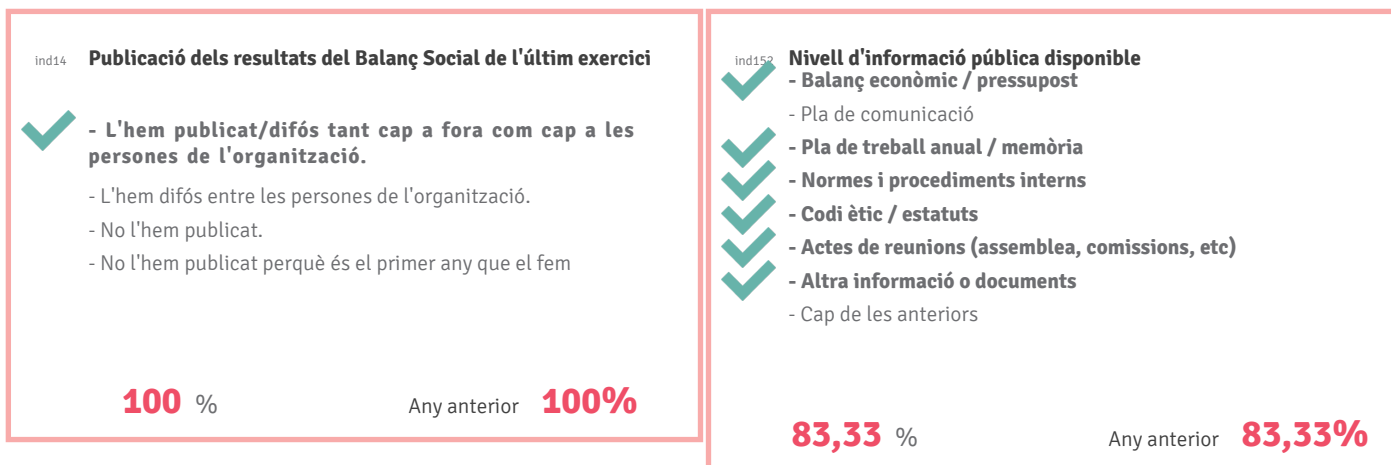 ind14 Publicació dels resultats del Balanç Social de l'últim exercici
- L'hem publicat/difós tant cap a fora com cap a les
persones de l'organització.
- L'hem difós entre les persones de l'organització.
- No l'hem publicat.
- No l'hem publicat perquè és el primer any que el fem
100 % Any anterior 100%
ind152 Nivell d'informació pública disponible
- Balanç econòmic / pressupost
- Pla de comunicació
- Pla de treball anual / memòria
- Normes i procediments interns
- Codi ètic / estatuts
- Actes de reunions (assemblea, comissions, etc)
- Altra informació o documents
- Cap de les anteriors
83,33 % Any anterior 83,33%